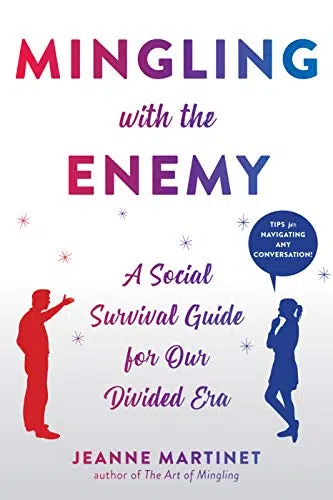 MINGLING
with the
ENEMY
TIPS for
NAVIGATING
ANY
CONVERSATION!
A Social
Survival Guide
for Our
Divided Era
JEANNE MARTINET
author of The Art of Mingling